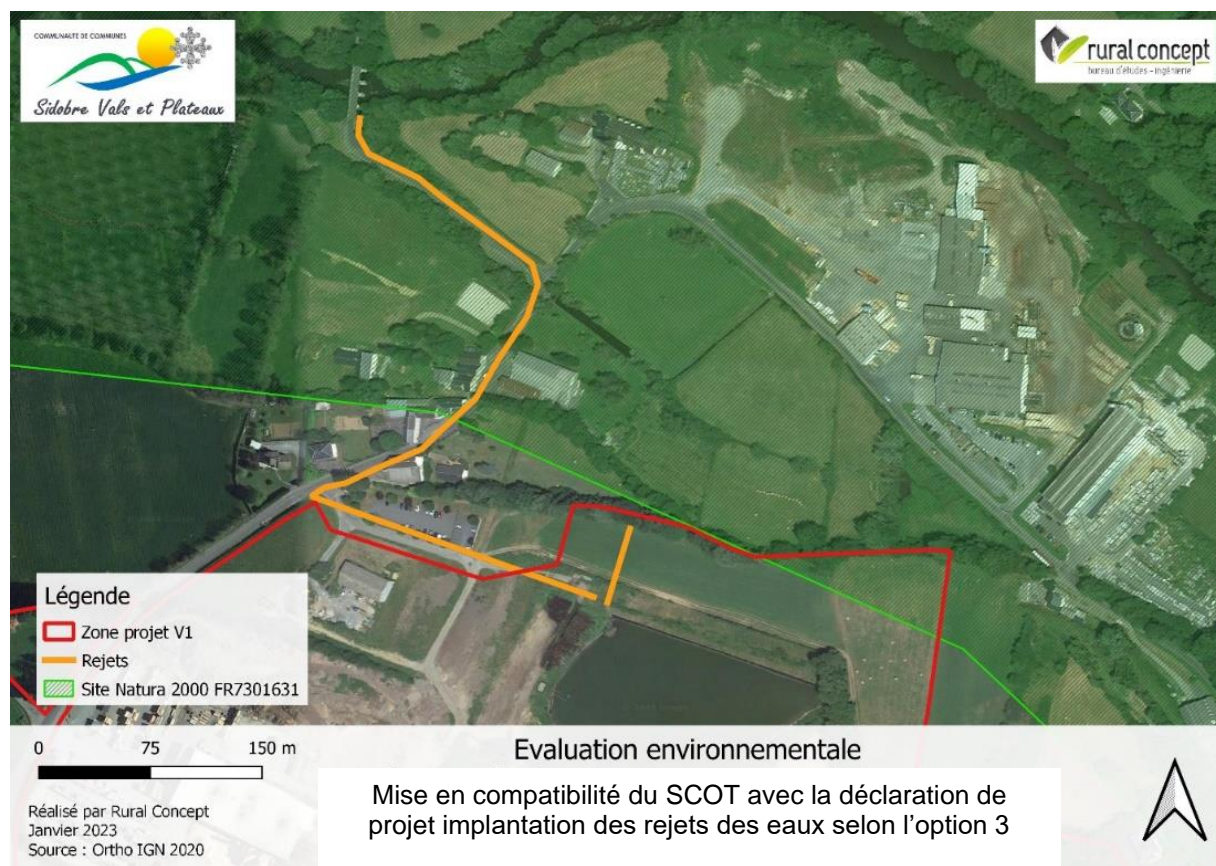 COMMUNAUTE DE COMMUNES
Sidobre Vals et Plateaux
rural concept
bureau d'études - ingénierie
Légende
Zone projet V1
Rejets
Site Natura 2000 FR7301631
0 75 150 m
Réalisé par Rural Concept
Janvier 2023
Source : Ortho IGN 2020
Evaluation environnementale
Mise en compatibilité du SCOT avec la déclaration de
projet implantation des rejets des eaux selon l'option 3